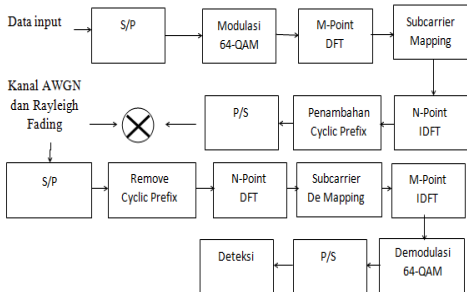 Data input
S/P
Modulasi
64-QAM
M-Point
DFT
Subcarrier
Mapping
Kanal AWGN
dan Rayleigh
Fading
P/S
Penambahan
Cyclic Prefix
N-Point
IDFT
S/P
Remove
Cyclic Prefix
N-Point
DFT
Subcarrier
De Mapping
M-Point
IDFT
Deteksi
P/S
Demodulasi
64-QAM